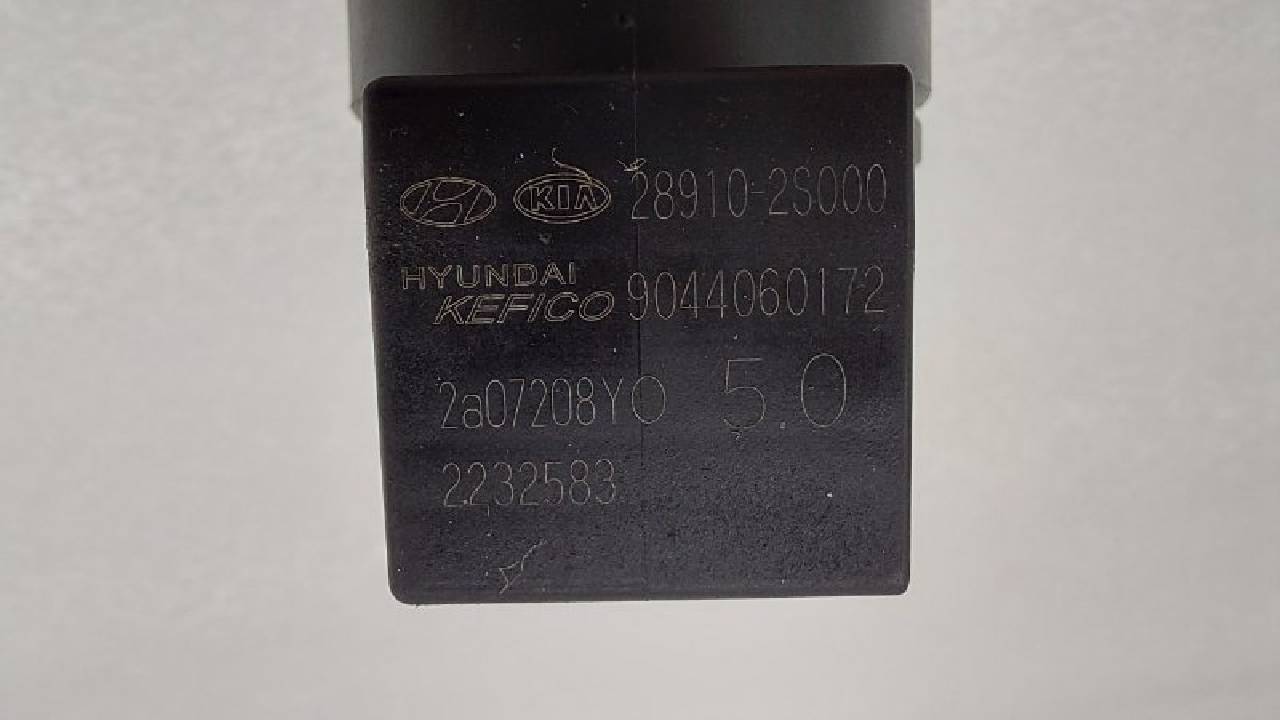 KIA 28910-2S000
HYUNDAI
KEFICO 9044060172
2a07208YO 5.0
2232583